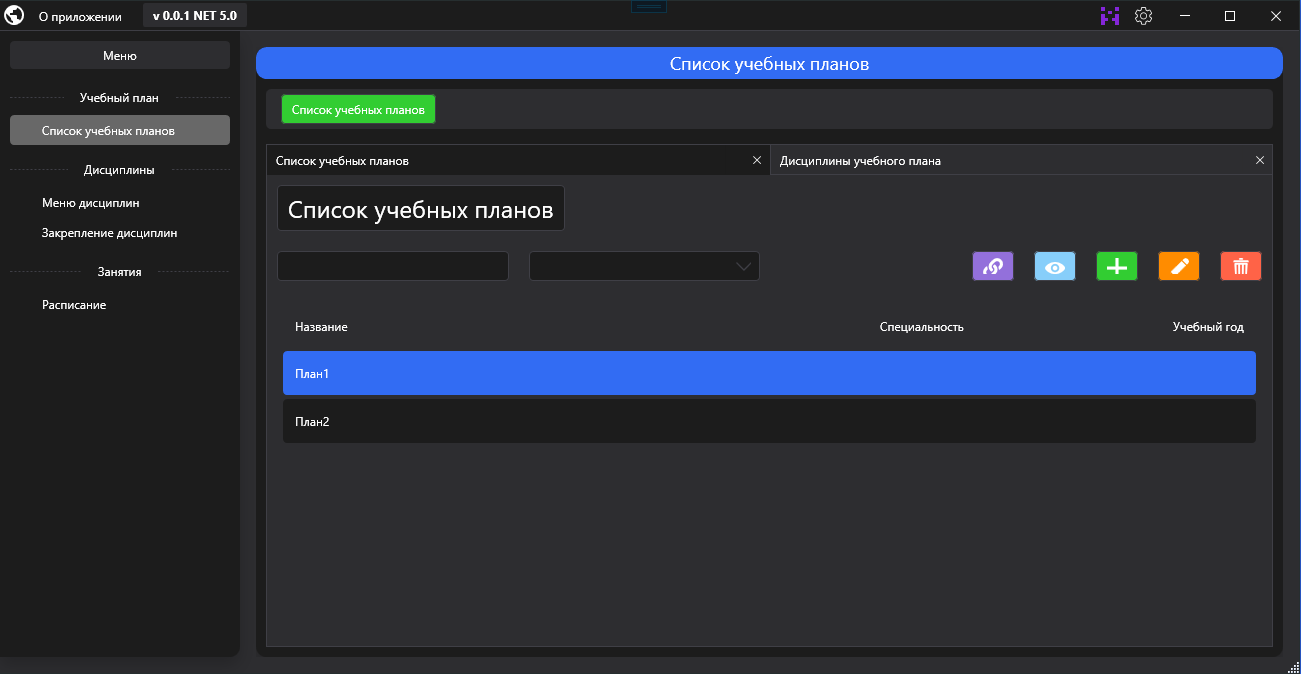 О приложении
v 0.0.1 NET 5.0
Меню
Учебный план
Список учебных планов
Дисциплины
Меню дисциплин
Закрепление дисциплин
Занятия
Расписание
Список учебных планов
Список учебных планов
Список учебных планов
Дисциплины учебного плана
Список учебных планов
Название
Специальность
Учебный год
План1
План2